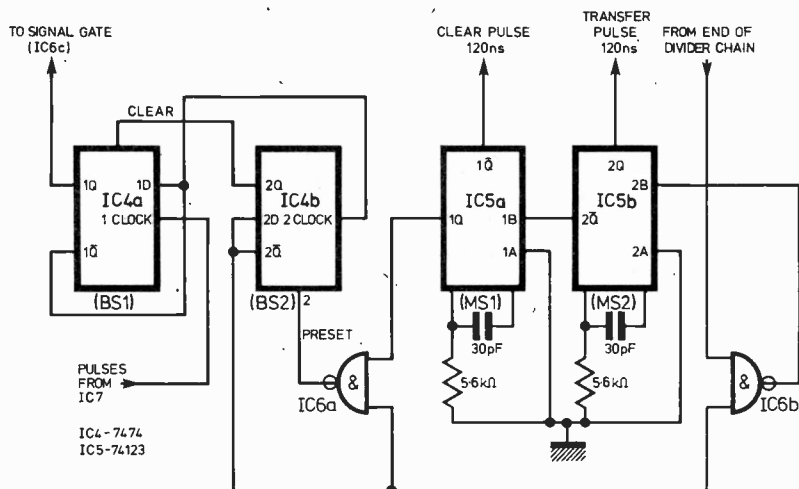 TO SIGNAL GATE
(IC6c)
CLEAR PULSE
120ns
TRANSFER
PULSE
120ns
FROM END OF
DIVIDER CHAIN
CLEAR
1Q 1D
IC4a
1 CLOCK
1Q̄
(BS1)
2Q
IC4b
2D 2 CLOCK
2Q̄
(BS2) 2
PRESET
1Q̄
IC5a
1Q 1B
1A
(MS1)
30pF
5·6kΩ
2Q
2B
IC5b
2Q̄
2A
(MS2)
30pF
5·6kΩ
PULSES
FROM
IC7
&
IC6a
&
IC6b
IC4-7474
IC5-74123